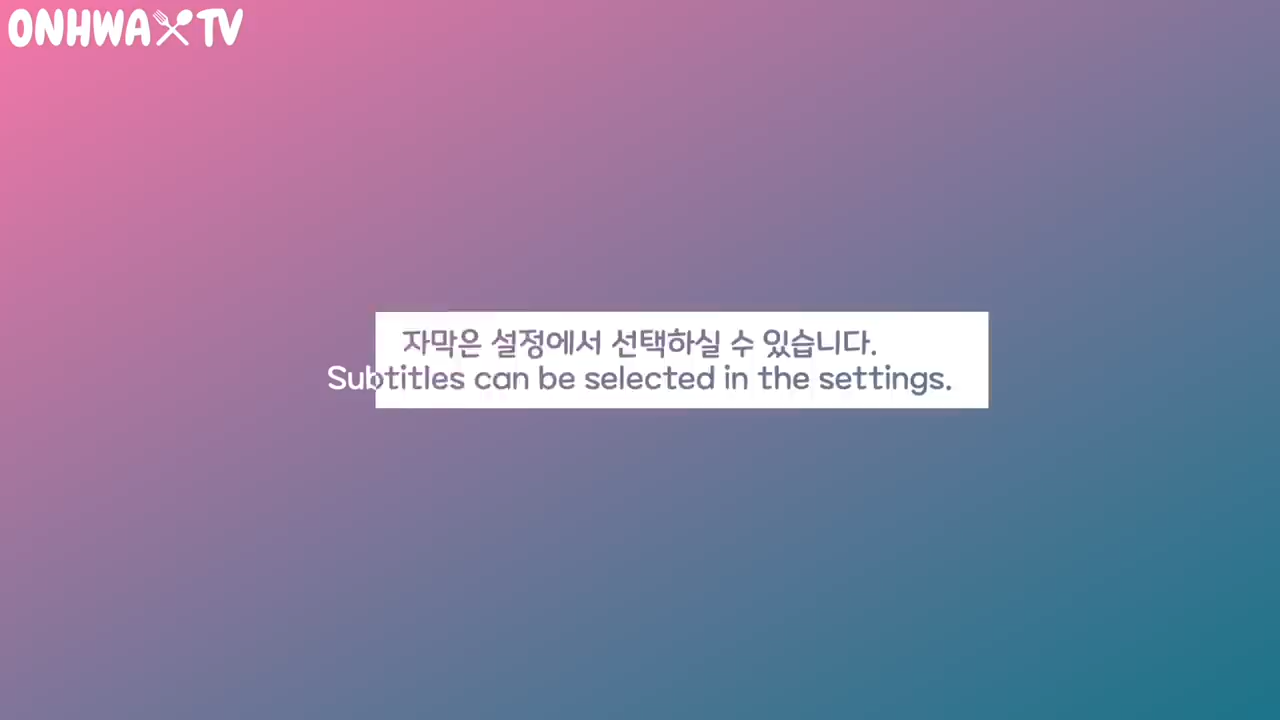 ONHWA TV
자막은 설정에서 선택하실 수 있습니다.
Subtitles can be selected in the settings.